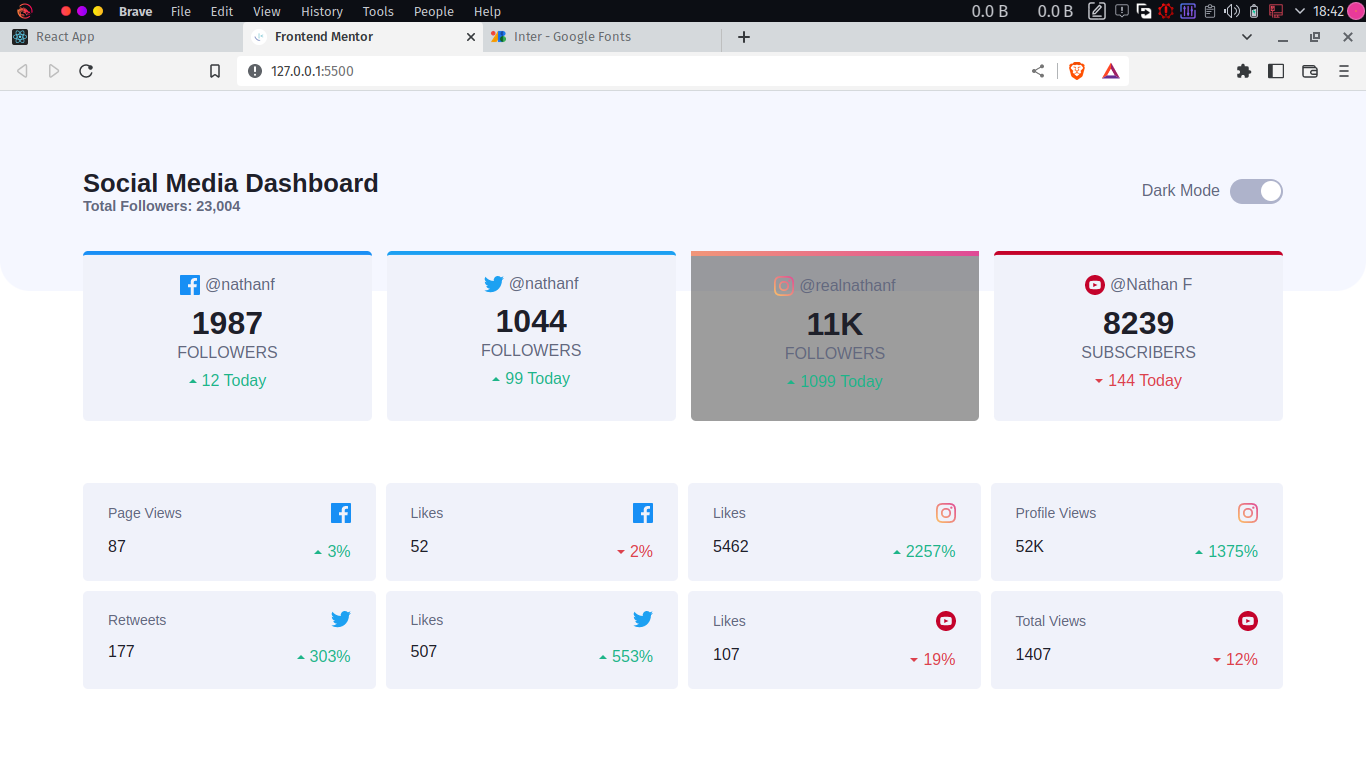 Brave File Edit View History Tools People Help 0.0 B 0.0 B 18:42
React App Frontend Mentor Inter - Google Fonts
127.0.0.1:5500
Social Media Dashboard
Total Followers: 23,004
Dark Mode
@nathanf
1987
FOLLOWERS
12 Today
@nathanf
1044
FOLLOWERS
99 Today
@realnathanf
11K
FOLLOWERS
1099 Today
@Nathan F
8239
SUBSCRIBERS
144 Today
Page Views
87 3%
Likes
52 2%
Likes
5462 2257%
Profile Views
52K 1375%
Retweets
177 303%
Likes
507 553%
Likes
107 19%
Total Views
1407 12%